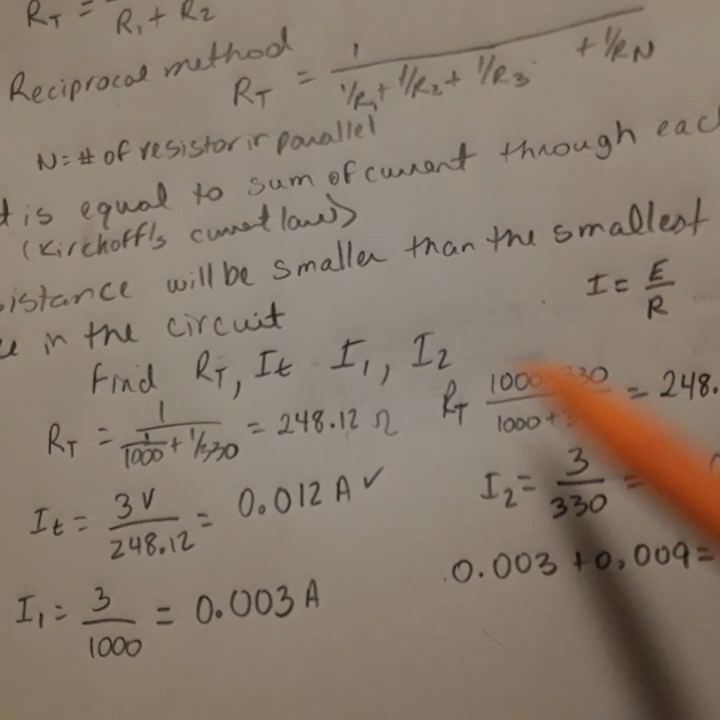 RT = R1 + R2
Reciprocal method
RT = 1 / 1/R1 + 1/R2 + 1/R3 + 1/RN
N = # of resistor in parallel
is equal to sum of current through each
(Kirchoff's current laws)
istance will be smaller than the smallest
in the circuit
I = E/R
Find RT, It I1, I2
RT = 1 / 1/1000 + 1/330 = 248.12 Ω
RT 1000 330 / 1000 + = 248.
It = 3V / 248.12 = 0.012 A ✓
I2 = 3 / 330 =
0.003 + 0,009 =
I1 = 3 / 1000 = 0.003 A